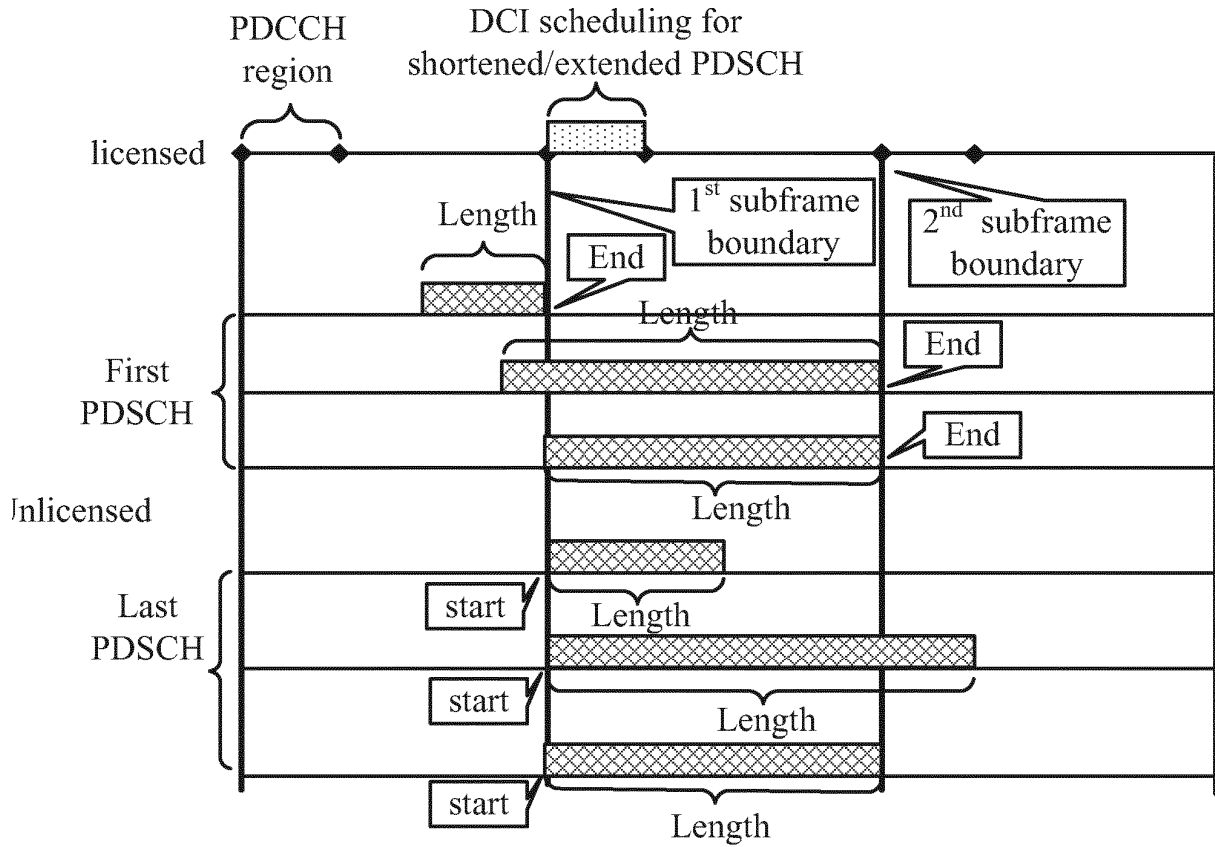 PDCCH
region
DCI scheduling for
shortened/extended PDSCH
licensed
1st subframe
boundary
2nd subframe
boundary
Length
End
Length
First
PDSCH
End
End
Length
Jnlicensed
Last
PDSCH
start
Length
start
Length
start
Length